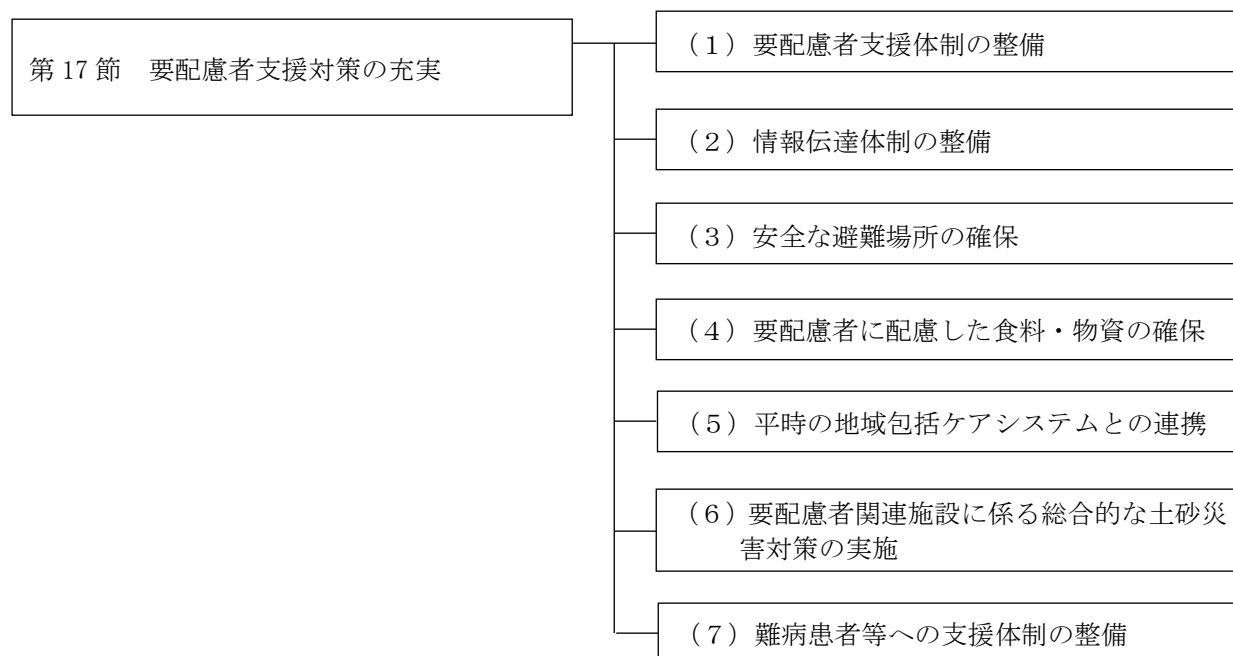 第 17 節　要配慮者支援対策の充実
（１）要配慮者支援体制の整備
（２）情報伝達体制の整備
（３）安全な避難場所の確保
（４）要配慮者に配慮した食料・物資の確保
（５）平時の地域包括ケアシステムとの連携
（６）要配慮者関連施設に係る総合的な土砂災
害対策の実施
（７）難病患者等への支援体制の整備